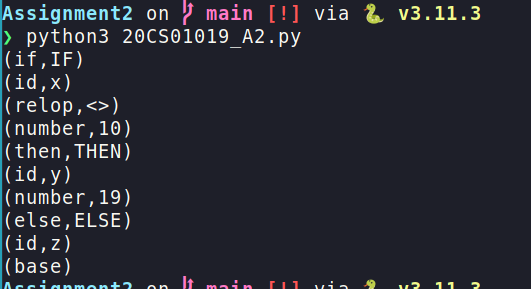 Assignment2 on main [!] via 🐍 v3.11.3
❯ python3 20CS01019_A2.py
(if,IF)
(id,x)
(relop,<>)
(number,10)
(then,THEN)
(id,y)
(number,19)
(else,ELSE)
(id,z)
(base)
Assignment2 on main [!] via 🐍 v3.11.3